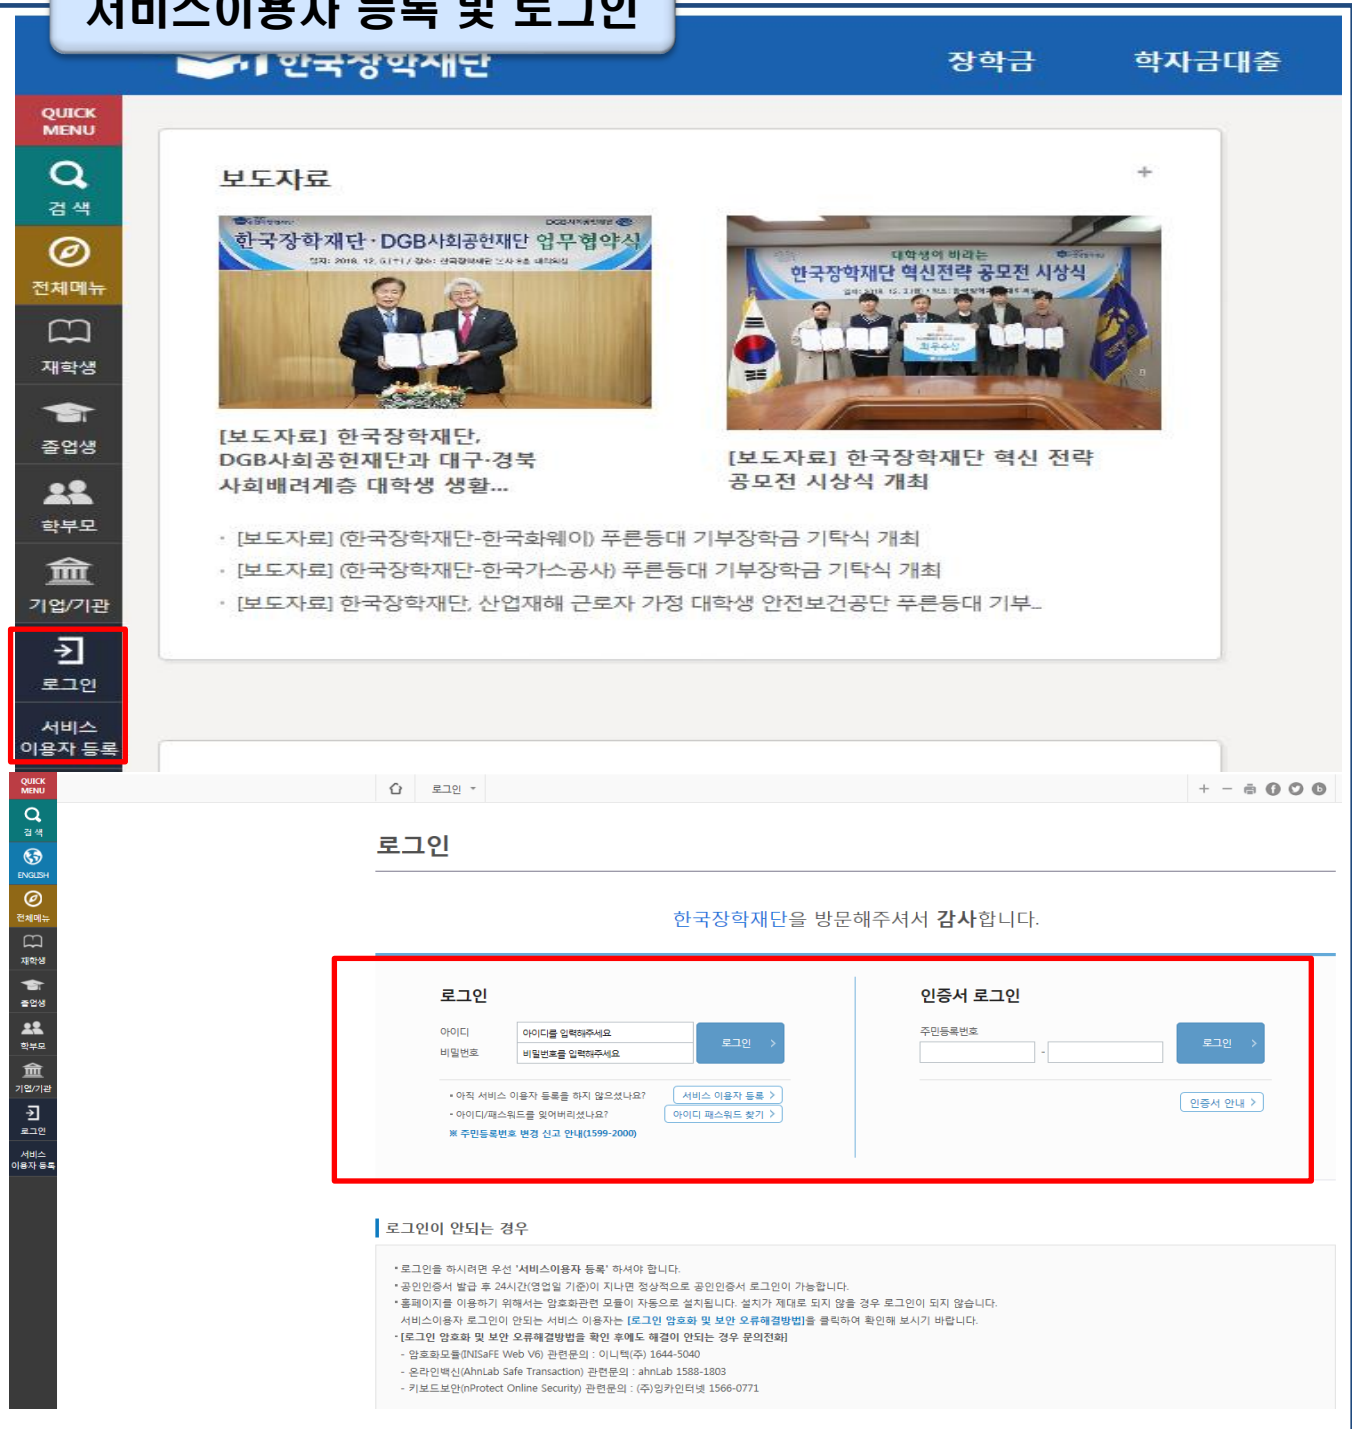 서비스이용자 등록 및 로그인
한국장학재단
장학금
학자금대출
QUICK
MENU
검 색
전체메뉴
재학생
졸업생
학부모
기업/기관
로그인
서비스
이용자 등록
보도자료
한국장학재단 · DGB사회공헌재단 업무협약식
대학생이 바라는
한국장학재단 혁신전략 공모전 시상식
최우수상
[보도자료] 한국장학재단,
DGB사회공헌재단과 대구·경북
사회배려계층 대학생 생활...
[보도자료] 한국장학재단 혁신 전략
공모전 시상식 개최
· [보도자료] (한국장학재단-한국화웨이) 푸른등대 기부장학금 기탁식 개최
· [보도자료] (한국장학재단-한국가스공사) 푸른등대 기부장학금 기탁식 개최
· [보도자료] 한국장학재단, 산업재해 근로자 가정 대학생 안전보건공단 푸른등대 기부...
QUICK
MENU
검 색
ENGLISH
전체메뉴
재학생
졸업생
학부모
기업/기관
로그인
서비스
이용자 등록
로그인
로그인
한국장학재단을 방문해주셔서 감사합니다.
로그인
아이디
아이디를 입력해주세요
비밀번호
비밀번호를 입력해주세요
로그인 >
• 아직 서비스 이용자 등록을 하지 않으셨나요?
서비스 이용자 등록 >
• 아이디/패스워드를 잊어버리셨나요?
아이디 패스워드 찾기 >
※ 주민등록번호 변경 신고 안내(1599-2000)
인증서 로그인
주민등록번호
-
로그인 >
인증서 안내 >
로그인이 안되는 경우
• 로그인을 하시려면 우선 '서비스이용자 등록' 하셔야 합니다.
• 공인인증서 발급 후 24시간(영업일 기준)이 지나면 정상적으로 공인인증서 로그인이 가능합니다.
• 홈페이지를 이용하기 위해서는 암호화관련 모듈이 자동으로 설치됩니다. 설치가 제대로 되지 않을 경우 로그인이 되지 않습니다.
서비스이용자 로그인이 안되는 서비스 이용자는 [로그인 암호화 및 보안 오류해결방법]을 클릭하여 확인해 보시기 바랍니다.
• [로그인 암호화 및 보안 오류해결방법을 확인 후에도 해결이 안되는 경우 문의전화]
- 암호화모듈(INISaFE Web V6) 관련문의 : 이니텍(주) 1644-5040
- 온라인백신(AhnLab Safe Transaction) 관련문의 : ahnLab 1588-1803
- 키보드보안(nProtect Online Security) 관련문의 : (주)잉카인터넷 1566-0771